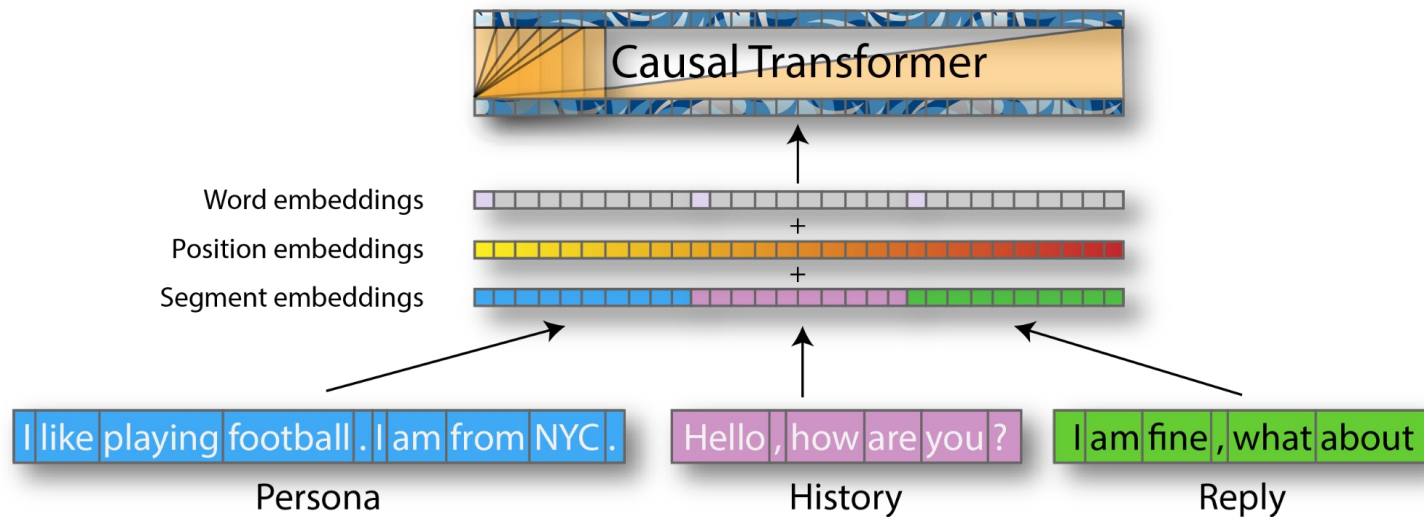 Causal Transformer
Word embeddings
+
Position embeddings
+
Segment embeddings
I like playing football . I am from NYC .
Hello , how are you ?
I am fine , what about
Persona
History
Reply